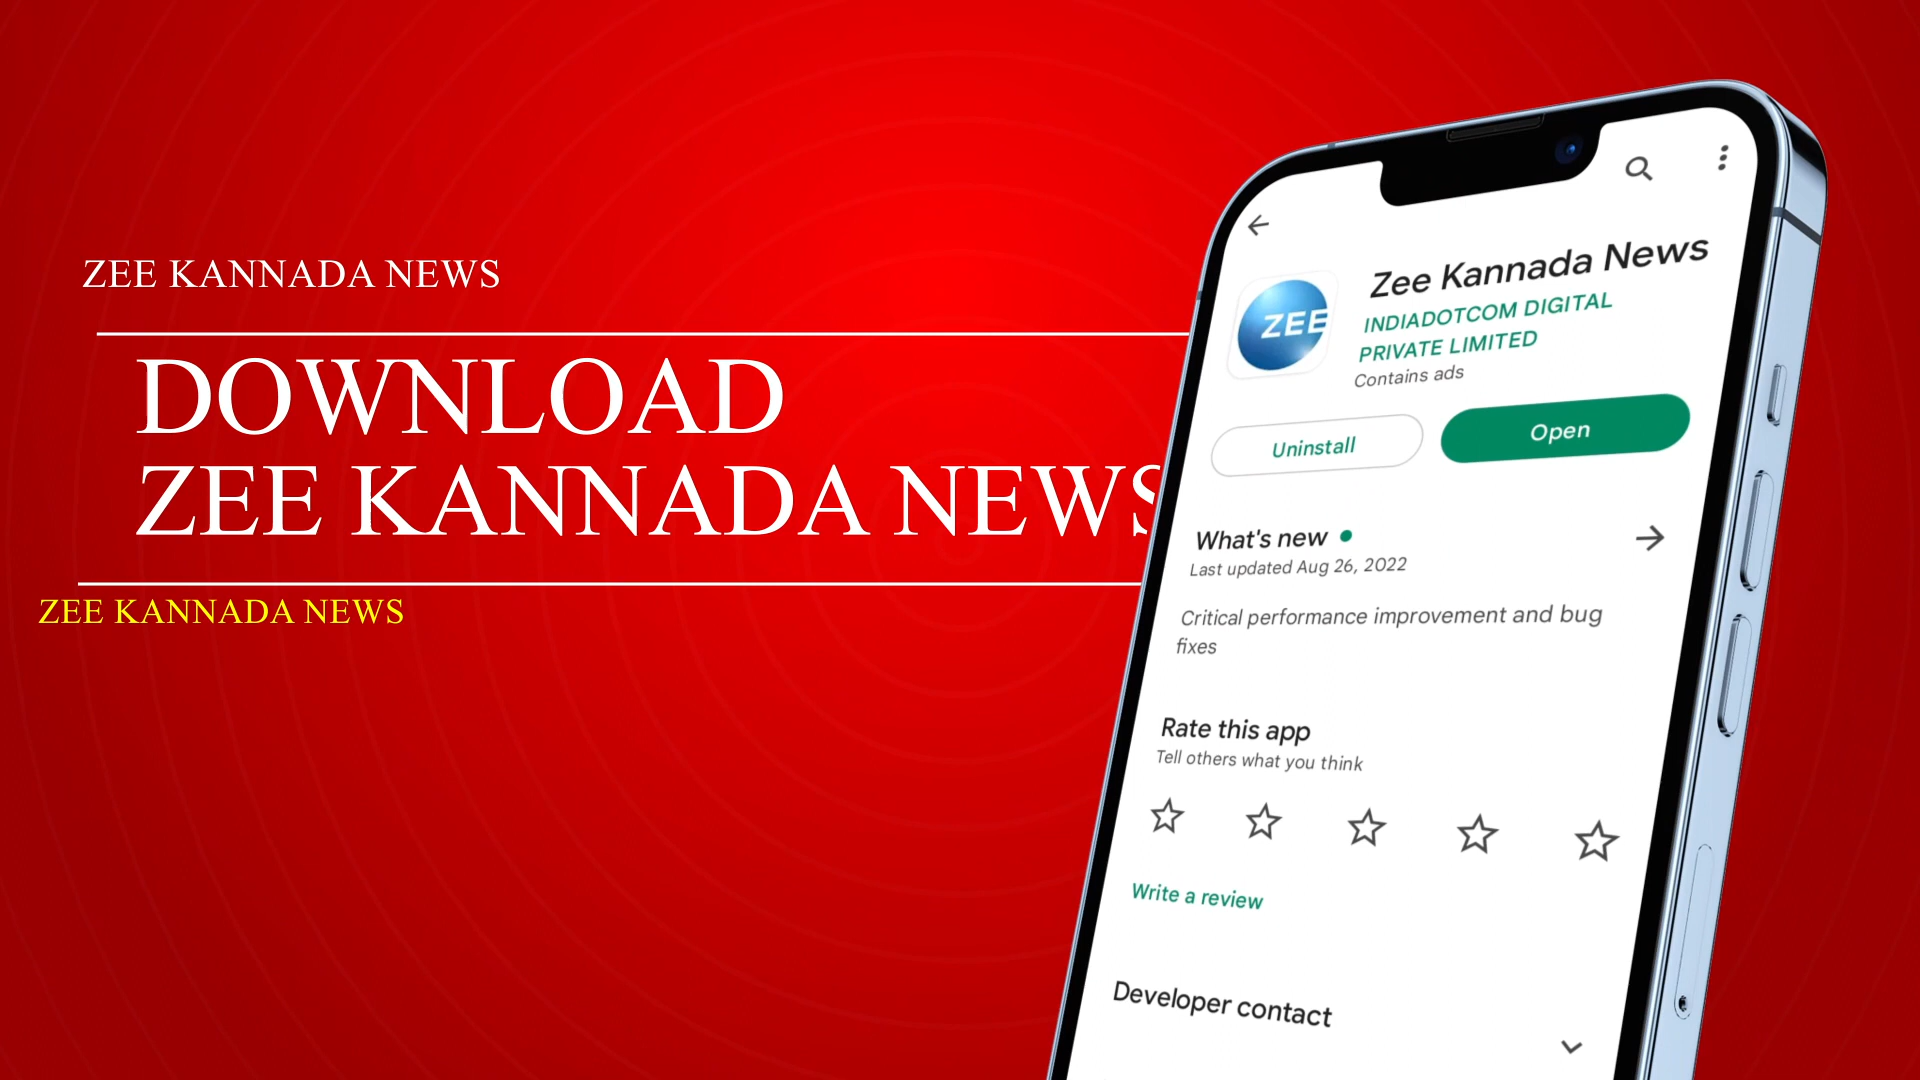 ZEE KANNADA NEWS
DOWNLOAD
ZEE KANNADA NEWS
ZEE KANNADA NEWS
Zee Kannada News
ZEE
INDIADOTCOM DIGITAL
PRIVATE LIMITED
Contains ads
Uninstall
Open
What's new
Last updated Aug 26, 2022
Critical performance improvement and bug
fixes
Rate this app
Tell others what you think
Write a review
Developer contact